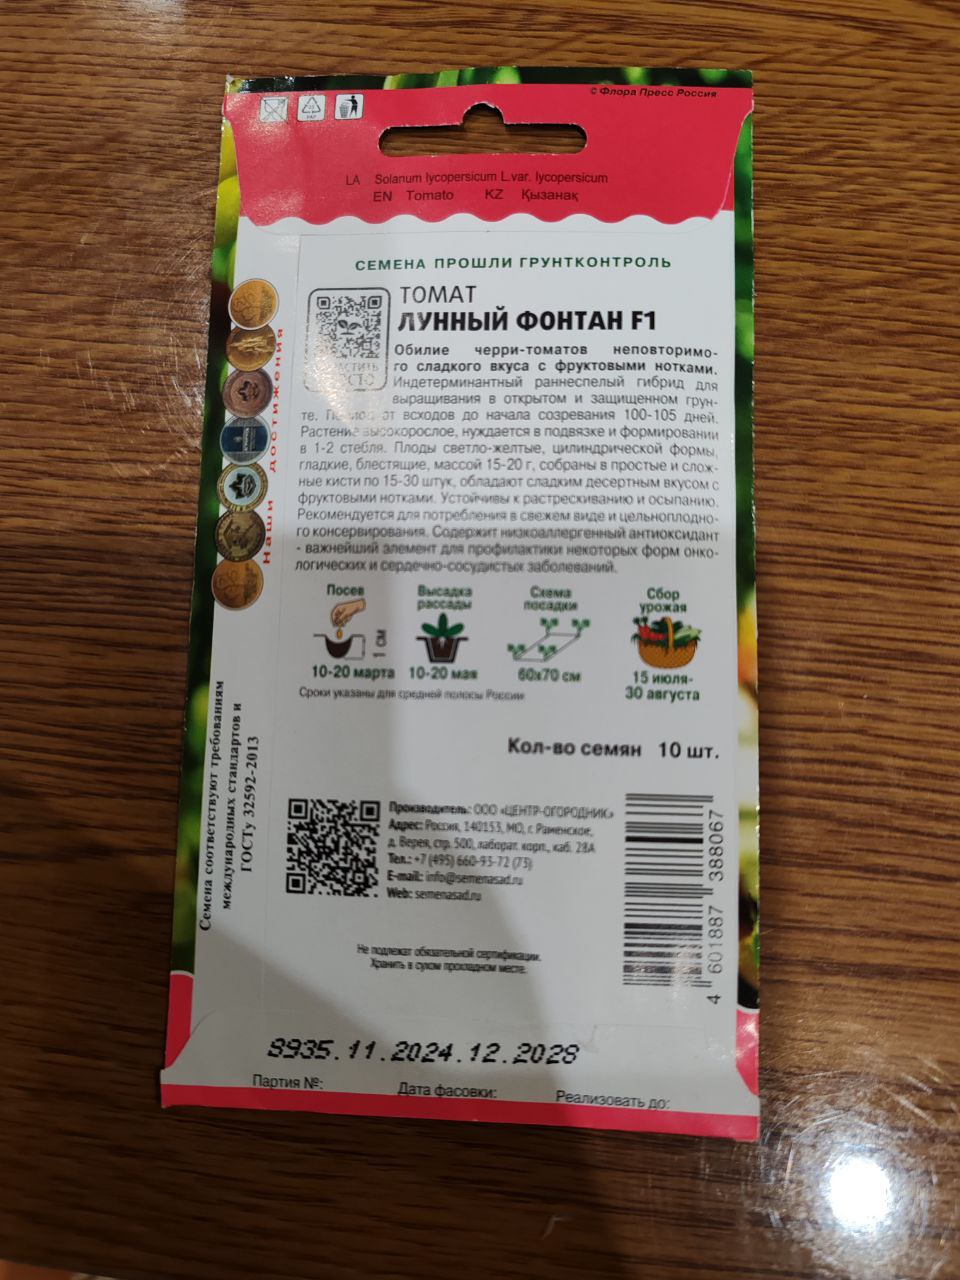 © Флора Пресс Россия
LA Solanum lycopersicum L.var. lycopersicum
EN Tomato KZ Қызанақ
СЕМЕНА ПРОШЛИ ГРУНТКОНТРОЛЬ
ТОМАТ
ЛУННЫЙ ФОНТАН F1
Обилие черри-томатов неповторимо-
го сладкого вкуса с фруктовыми нотками.
Индетерминантный раннеспелый гибрид для
выращивания в открытом и защищенном грун-
те. Период от всходов до начала созревания 100-105 дней.
Растение высокорослое, нуждается в подвязке и формировании
в 1-2 стебля. Плоды светло-желтые, цилиндрической формы,
гладкие, блестящие, массой 15-20 г, собраны в простые и слож-
ные кисти по 15-30 штук, обладают сладким десертным вкусом с
фруктовыми нотками. Устойчивы к растрескиванию и осыпанию.
Рекомендуется для потребления в свежем виде и цельноплодно-
го консервирования. Содержит низкоаллергенный антиоксидант
- важнейший элемент для профилактики некоторых форм онко-
логических и сердечно-сосудистых заболеваний.
Наши достижения
Посев
1 см
10-20 марта
Высадка
рассады
10-20 мая
Схема
посадки
60x70 см
Сбор
урожая
15 июля-
30 августа
Сроки указаны для средней полосы России
Кол-во семян 10 шт.
Семена соответствуют требованиям
международных стандартов и
ГОСТу 32592-2013
Производитель: ООО «ЦЕНТР-ОГОРОДНИК»
Адрес: Россия, 140153, МО, г. Раменское,
д. Верея, стр. 500, лаборат. корп., каб. 28А
Тел.: +7 (495) 660-93-72 (73)
E-mail: info@semenasad.ru
Web: semenasad.ru
4 601887 388067
Не подлежат обязательной сертификации.
Хранить в сухом прохладном месте.
8935.11.2024.12.2028
Партия №: Дата фасовки: Реализовать до: